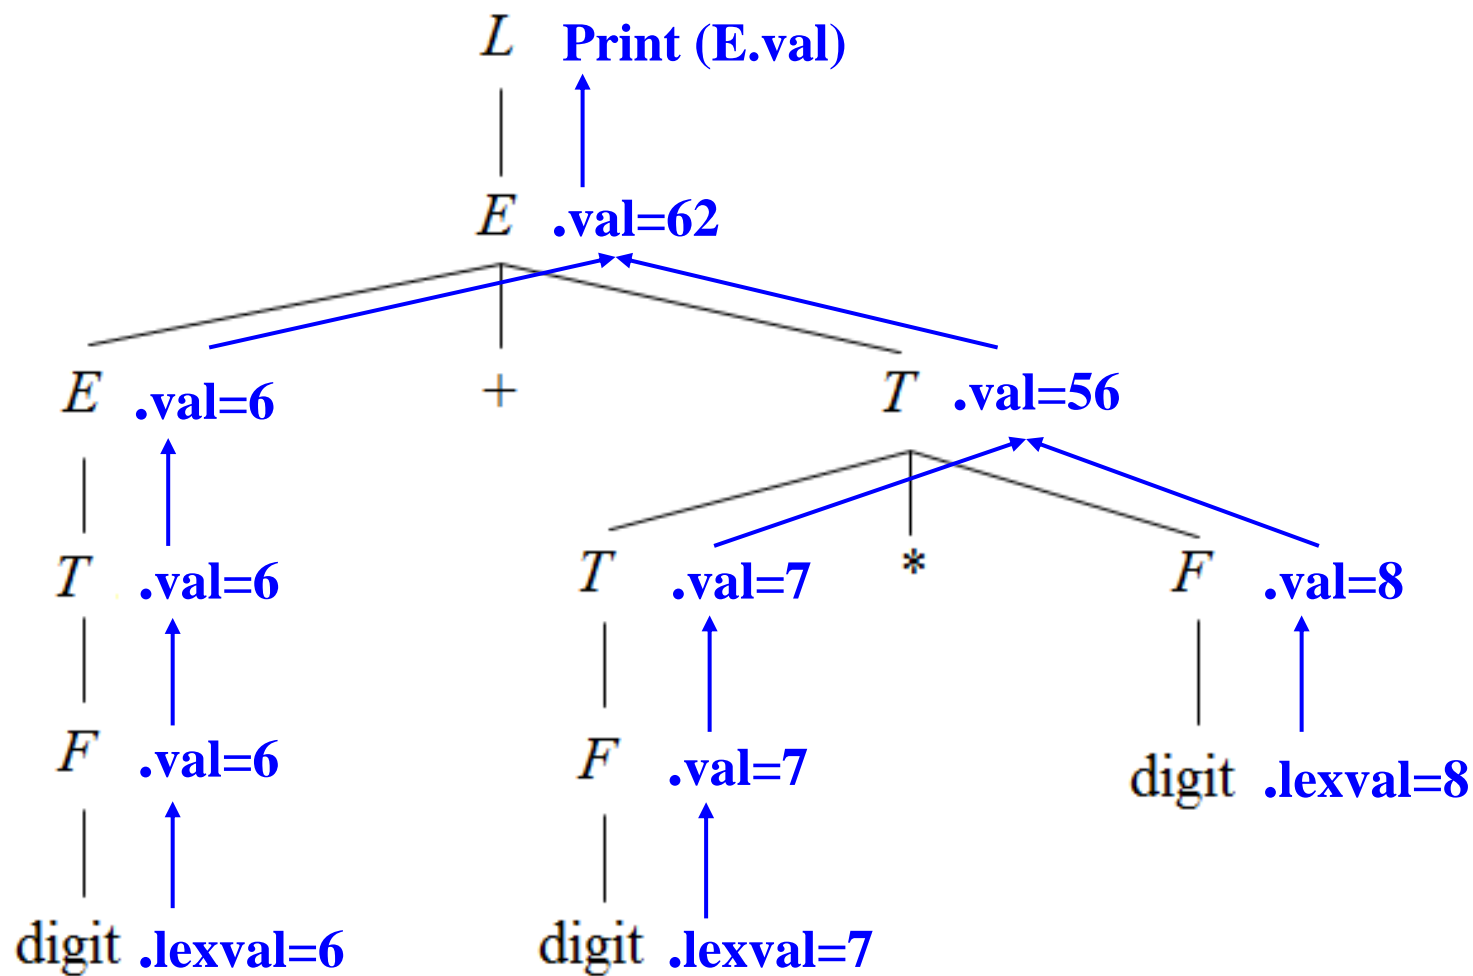 L Print (E.val)
E .val=62
E .val=6 + T .val=56
T .val=6 T .val=7 * F .val=8
F .val=6 F .val=7 digit .lexval=8
digit .lexval=6 digit .lexval=7